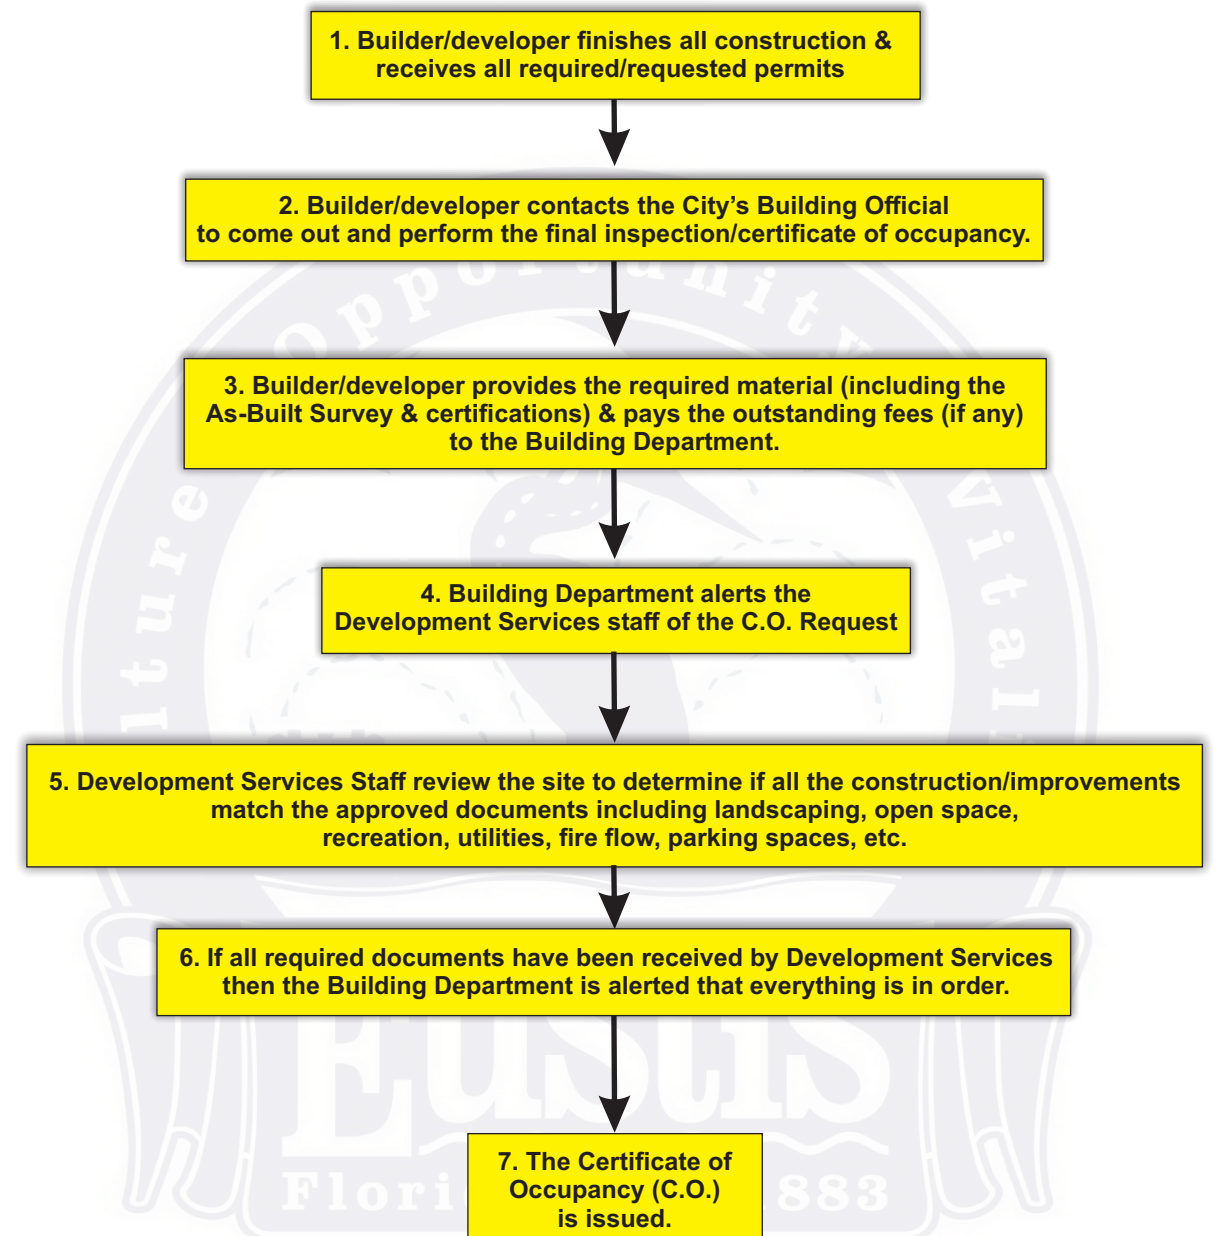 1. Builder/developer finishes all construction &
receives all required/requested permits
2. Builder/developer contacts the City’s Building Official
to come out and perform the final inspection/certificate of occupancy.
3. Builder/developer provides the required material (including the
As-Built Survey & certifications) & pays the outstanding fees (if any)
to the Building Department.
4. Building Department alerts the
Development Services staff of the C.O. Request
5. Development Services Staff review the site to determine if all the construction/improvements
match the approved documents including landscaping, open space,
recreation, utilities, fire flow, parking spaces, etc.
6. If all required documents have been received by Development Services
then the Building Department is alerted that everything is in order.
Eustis
7. The Certificate of
Occupancy (C.O.)
is issued.